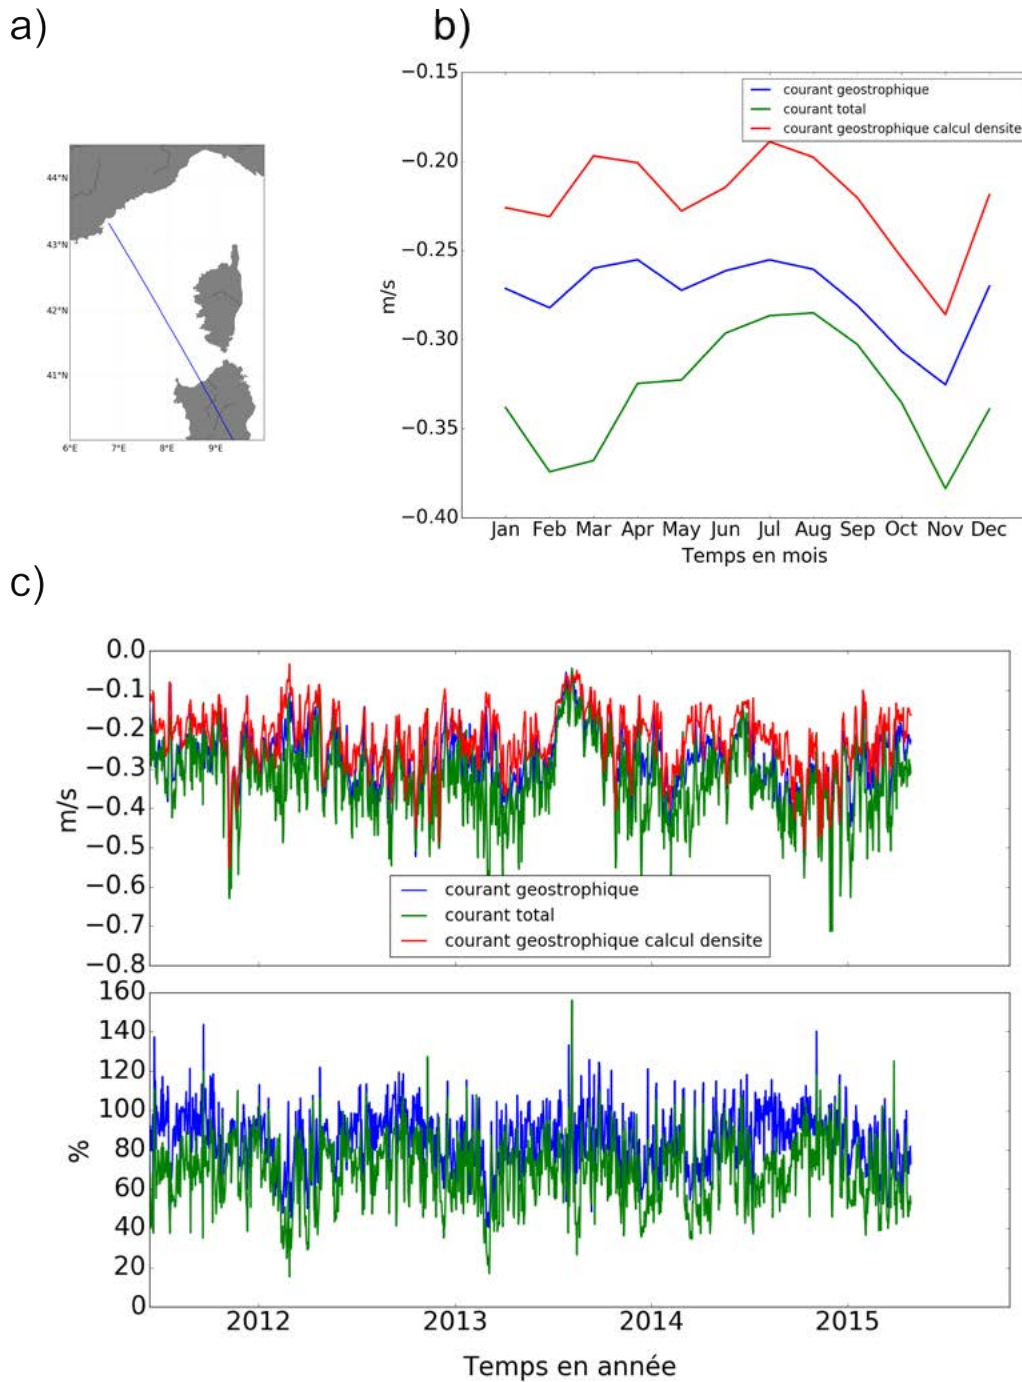 a)
b)
44°N
43°N
42°N
41°N
6°E 7°E 8°E 9°E
−0.15
−0.20
−0.25
−0.30
−0.35
−0.40
m/s
courant geostrophique
courant total
courant geostrophique calcul densite
Jan Feb Mar Apr May Jun Jul Aug Sep Oct Nov Dec
Temps en mois
c)
0.0
−0.1
−0.2
−0.3
−0.4
−0.5
−0.6
−0.7
−0.8
m/s
courant geostrophique
courant total
courant geostrophique calcul densite
160
140
120
100
80
60
40
20
0
%
2012 2013 2014 2015
Temps en année